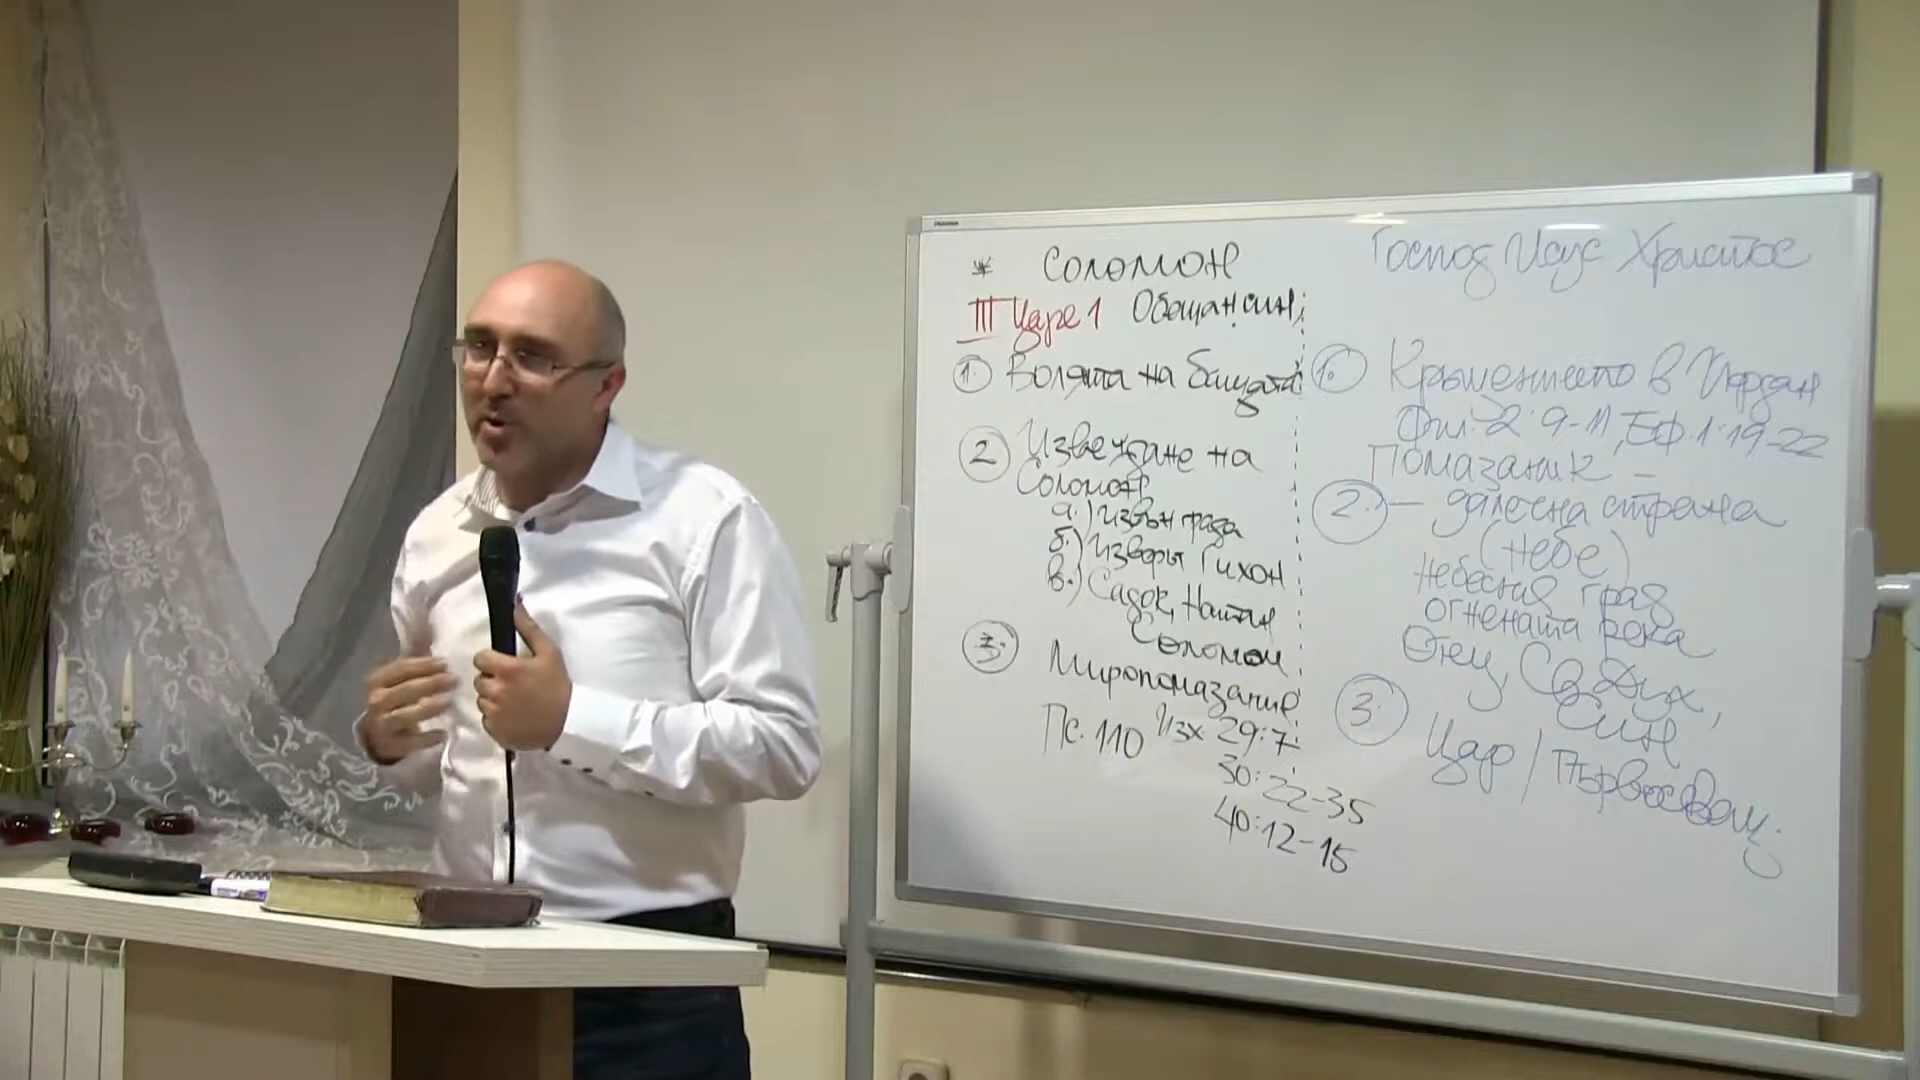 * СОЛОМОН
III Царе 1 Обещан син
1. Волята на бащата
2 Извеждане на
Соломон
а.) извън града
б.) Извора Гихон
в.) Садок, Натан
Соломон
3. Миропомазание
Пс. 110 Изх 29:7
30:22-35
40:12-15
Господ Исус Христос
1. Кръщението в Йордан
Фил. 2:9-11, Еф. 1:19-22
Помазаник -
2. - далечна страна
(небе)
небесния град
огнената река
Отец, Св. Дух,
Син
3. Цар / Първосвещ.